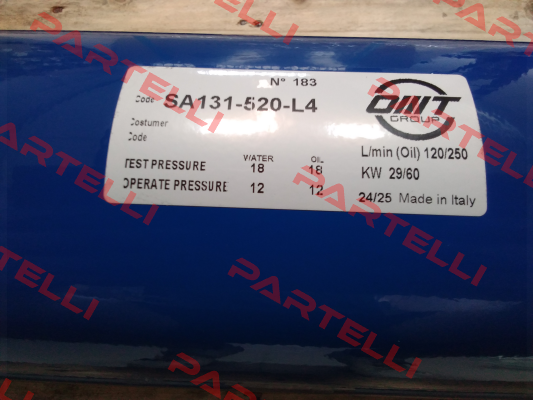 N° 183
Code SA131-520-L4
OMT
GROUP
Costumer
Code
L/min (Oil) 120/250
WATER OIL
TEST PRESSURE 18 18
KW 29/60
OPERATE PRESSURE 12 12
24/25 Made in Italy
PARTELLI
PARTELLI
PARTELLI
PARTELLI
PARTELLI
PARTELLI